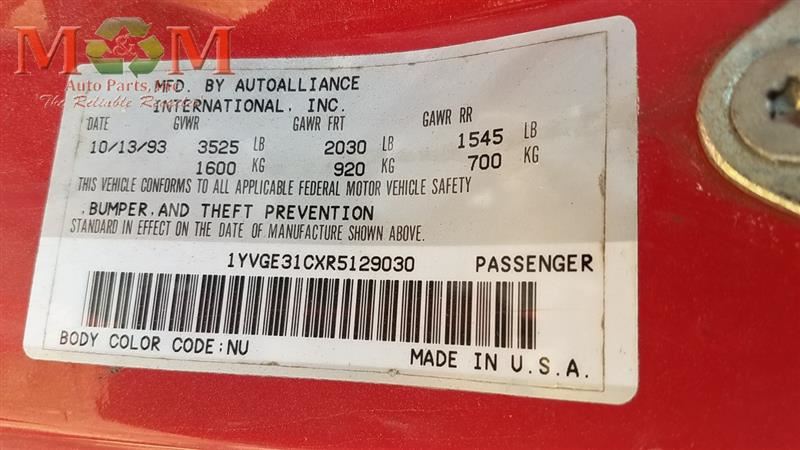 M&M
Auto Parts, Inc.
The Reliable Recycler
MFD. BY AUTOALLIANCE
INTERNATIONAL, INC.
DATE GVWR GAWR FRT GAWR RR
10/13/93 3525 LB 2030 LB 1545 LB
1600 KG 920 KG 700 KG
THIS VEHICLE CONFORMS TO ALL APPLICABLE FEDERAL MOTOR VEHICLE SAFETY
,BUMPER,AND THEFT PREVENTION
STANDARD IN EFFECT ON THE DATE OF MANUFACTURE SHOWN ABOVE.
1YVGE31CXR5129030 PASSENGER
BODY COLOR CODE:NU MADE IN U.S.A.